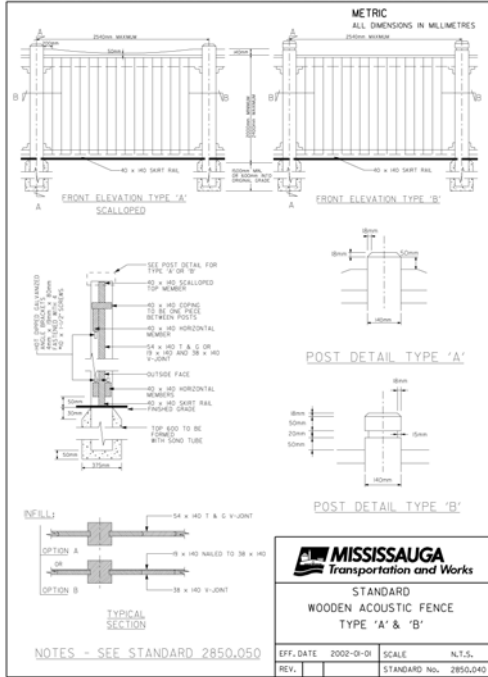 METRIC
ALL DIMENSIONS IN MILLIMETRES
2540mm MAXIMUM
2540mm MAXIMUM
50mm
A
A
B
B
B
B
40 x 140 SKIRT RAIL
40 x 140 SKIRT RAIL
FRONT ELEVATION TYPE 'A'
SCALLOPED
A
FRONT ELEVATION TYPE 'B'
A
SEE POST DETAIL FOR
TYPE 'A' OR 'B'
40 x 140 SCALLOPED
TOP MEMBER
40 x 140 COPING
TO BE ONE PIECE
BETWEEN POSTS
40 x 140 HORIZONTAL
MEMBER
54 x 140 T & G OR
19 x 140 AND 38 x 140
V-JOINT
OUTSIDE FACE
40 x 140 HORIZONTAL
MEMBERS
40 x 140 SKIRT RAIL
FINISHED GRADE
TOP 600 TO BE
FORMED
WITH SONO TUBE
HOT DIPPED GALVANIZED
ANGLE BRACKETS
50mm
50mm
375mm
18mm
18mm
50mm
140mm
POST DETAIL TYPE 'A'
18mm
18mm
50mm
20mm
15mm
50mm
140mm
POST DETAIL TYPE 'B'
INFILL:
54 x 140 T & G V-JOINT
OPTION A
OR
19 x 140 NAILED TO 38 x 140
OPTION B
38 x 140 V-JOINT
TYPICAL
SECTION
NOTES - SEE STANDARD 2850.050
MISSISSAUGA
Transportation and Works
STANDARD
WOODEN ACOUSTIC FENCE
TYPE 'A' & 'B'
EFF. DATE 2002-01-01 SCALE N.T.S.
REV. STANDARD No. 2850.040